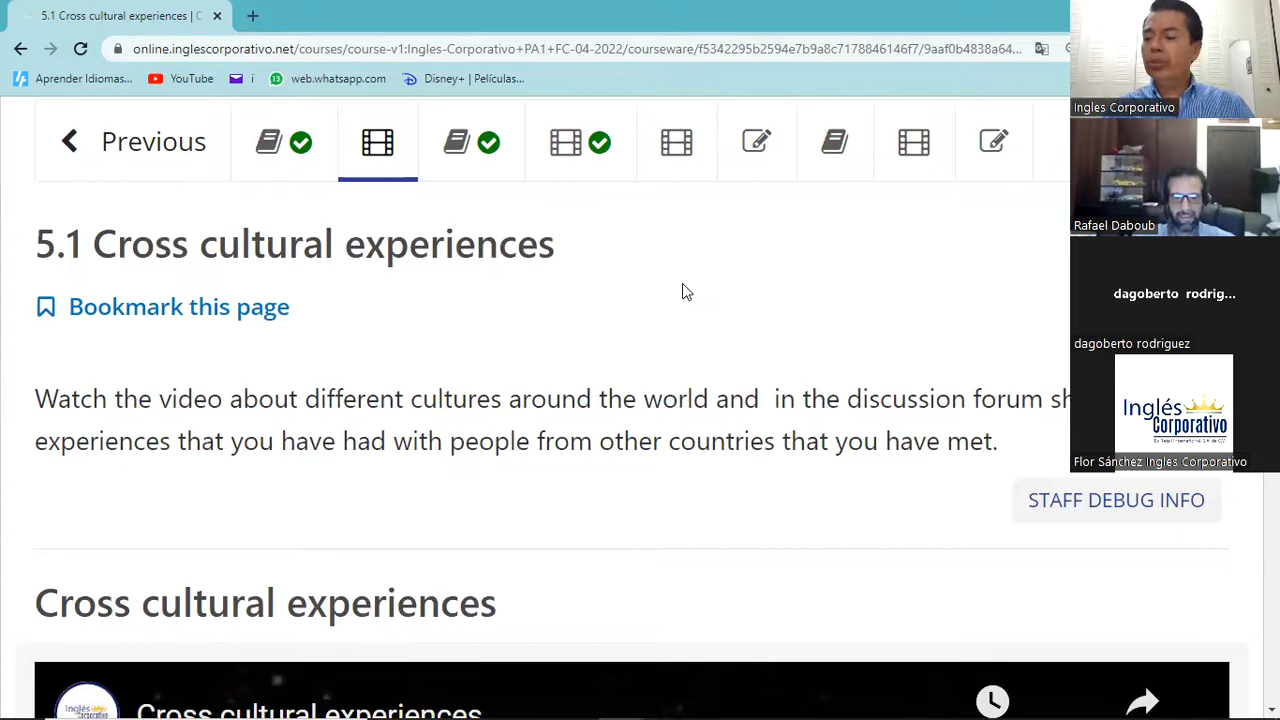 5.1 Cross cultural experiences | C
online.inglescorporativo.net/courses/course-v1:Ingles-Corporativo+PA1+FC-04-2022/courseware/f5342295b2594e7b9a8c7178846146f7/9aaf0b4838a64...
Aprender Idiomas... YouTube i web.whatsapp.com Disney+ | Películas...
Previous
5.1 Cross cultural experiences
Bookmark this page
Watch the video about different cultures around the world and in the discussion forum sh
experiences that you have had with people from other countries that you have met.
STAFF DEBUG INFO
Cross cultural experiences
Cross cultural experiences
Inglés
Corporativo
Ingles Corporativo
Rafael Daboub
dagoberto rodrig...
dagoberto rodriguez
Inglés
Corporativo
Flor Sánchez Ingles Corporativo